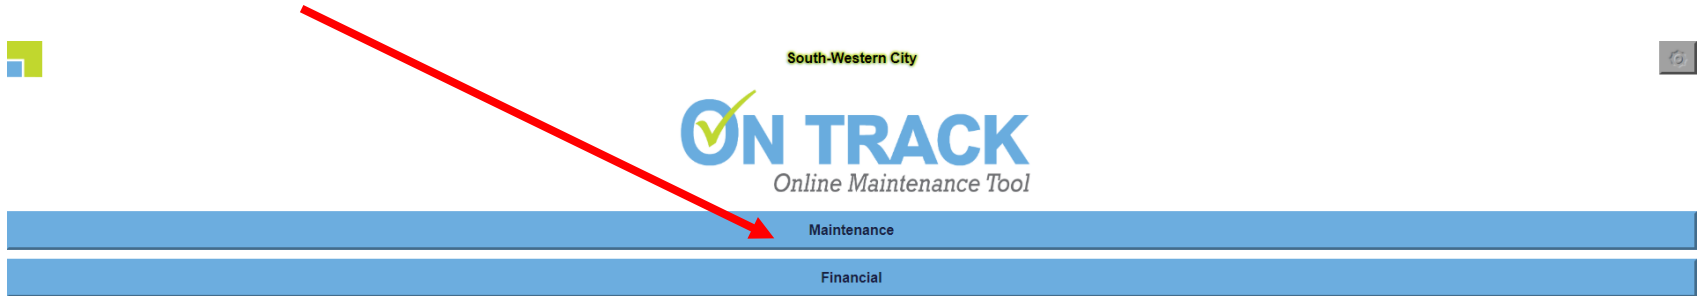 South-Western City
ON TRACK
Online Maintenance Tool
Maintenance
Financial